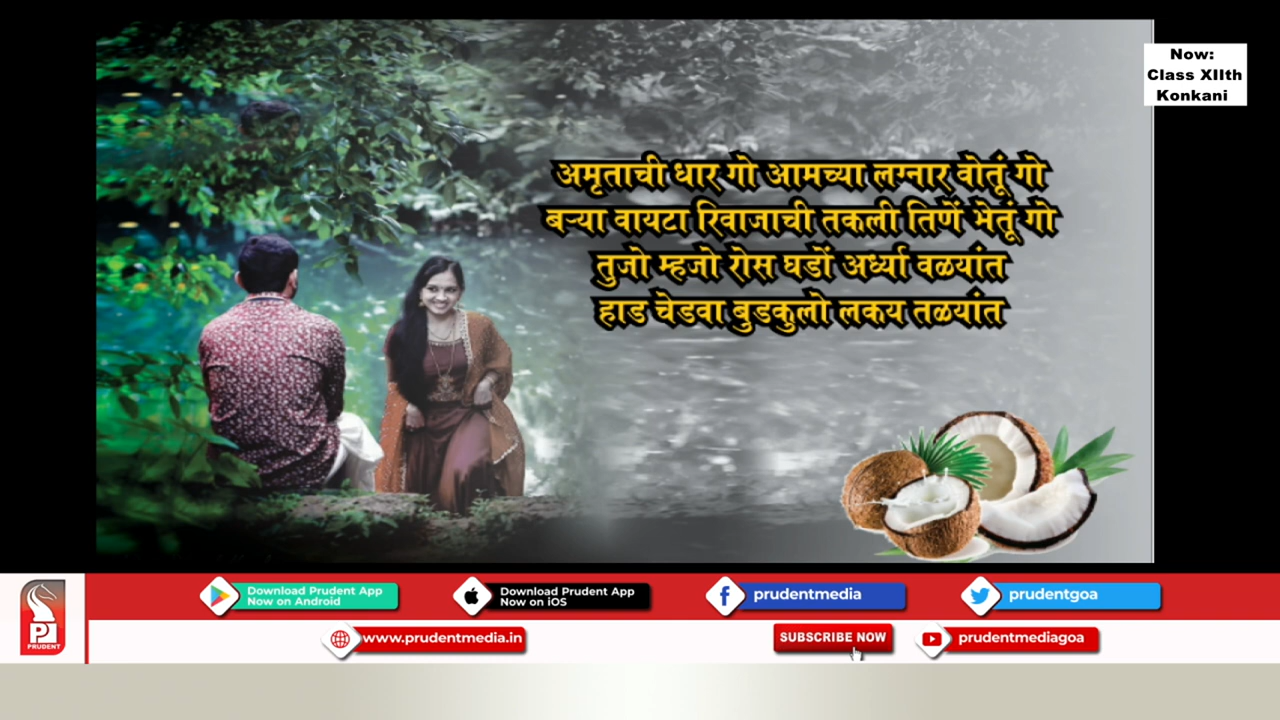 Now:
Class XIIth
Konkani
अमृताची धार गो आमच्या लग्नार वोतूं गो
बऱ्या वायटा रिवाजाची तकली तिणें भेतूं गो
तुजो म्हजो रोस घडों अर्ध्या वळयांत
हाड चेडवा बुडकुलो लकय तळयांत
Download Prudent App
Now on Android
Download Prudent App
Now on iOS
prudentmedia
prudentgoa
PRUDENT
www.prudentmedia.in
SUBSCRIBE NOW
prudentmediagoa